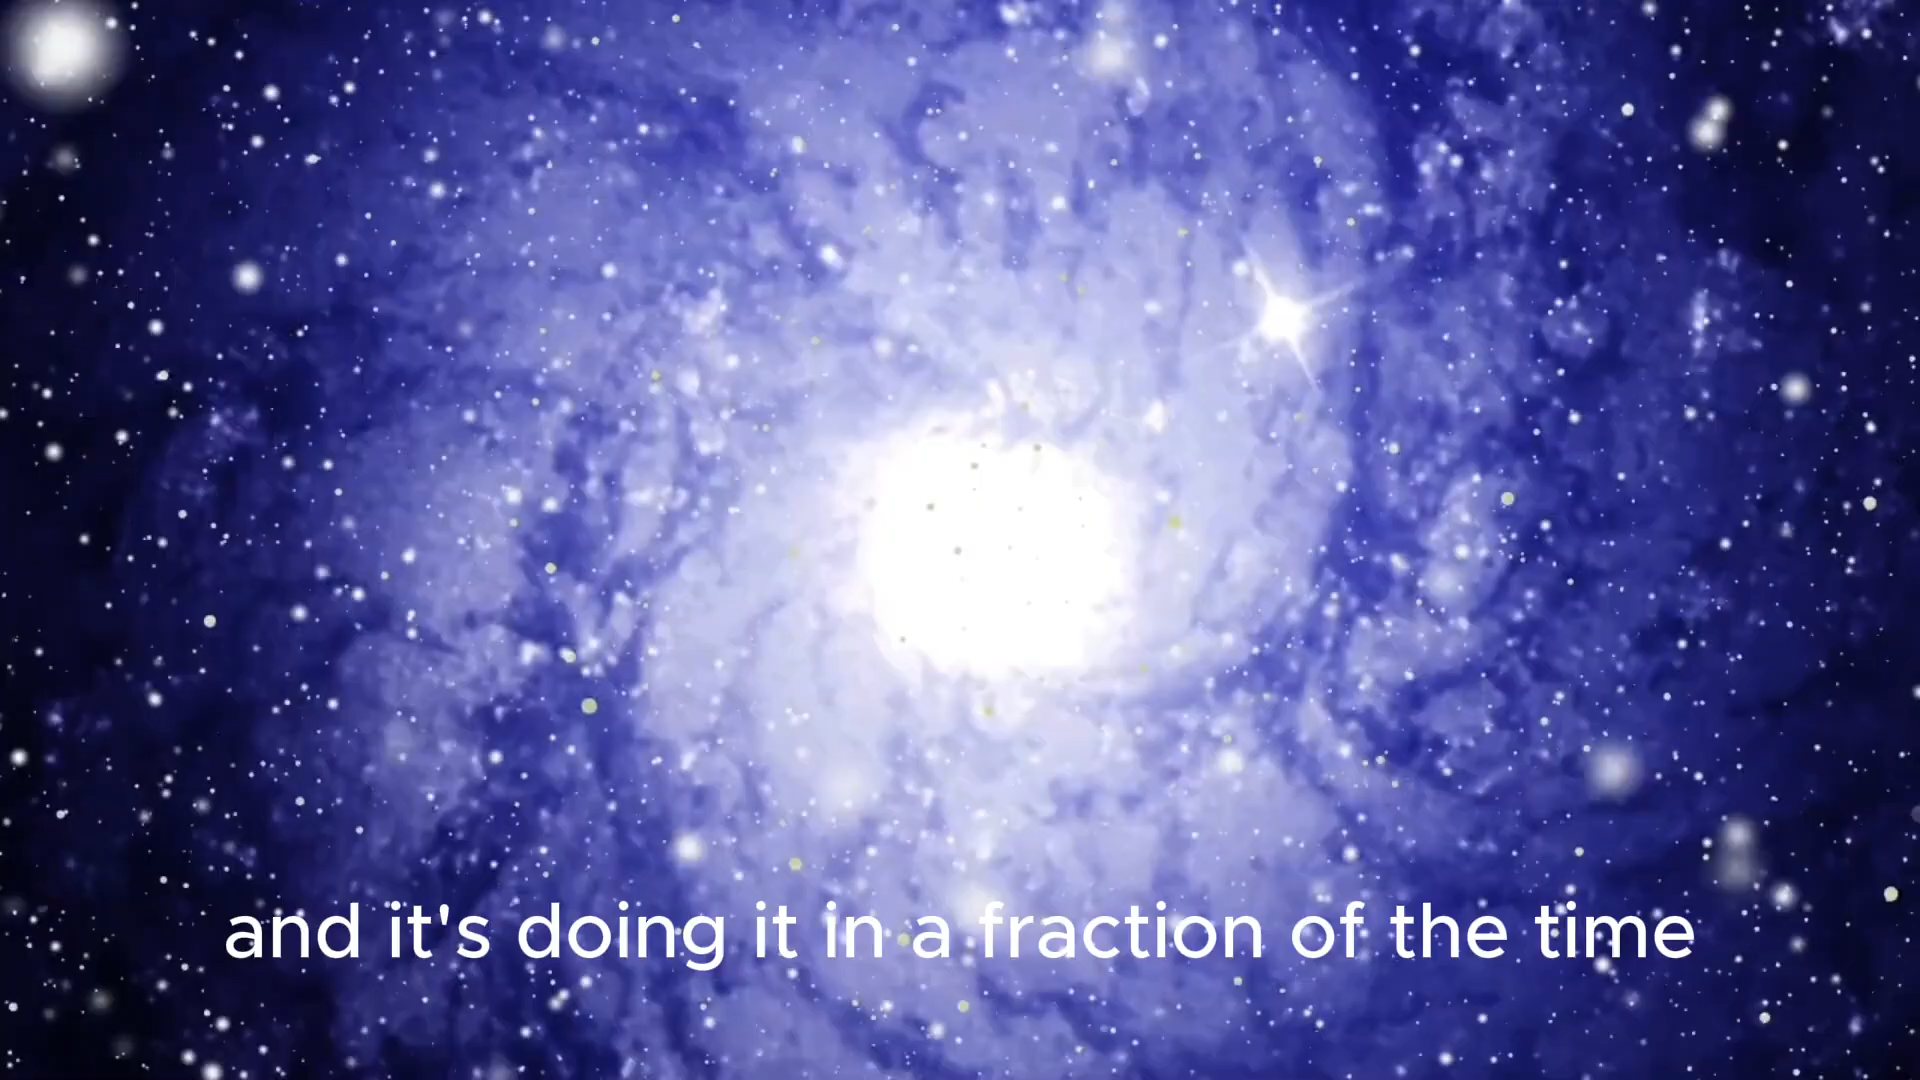 and it's doing it in a fraction of the time